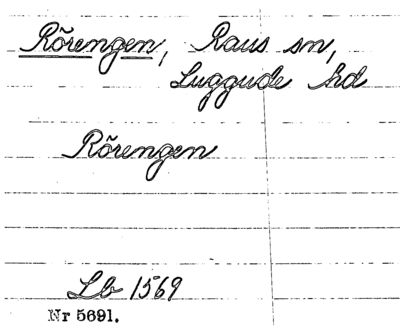 Rörengen, Raus sn,
Luggude hd
Rörengen
Lb 1569
Nr 5691.